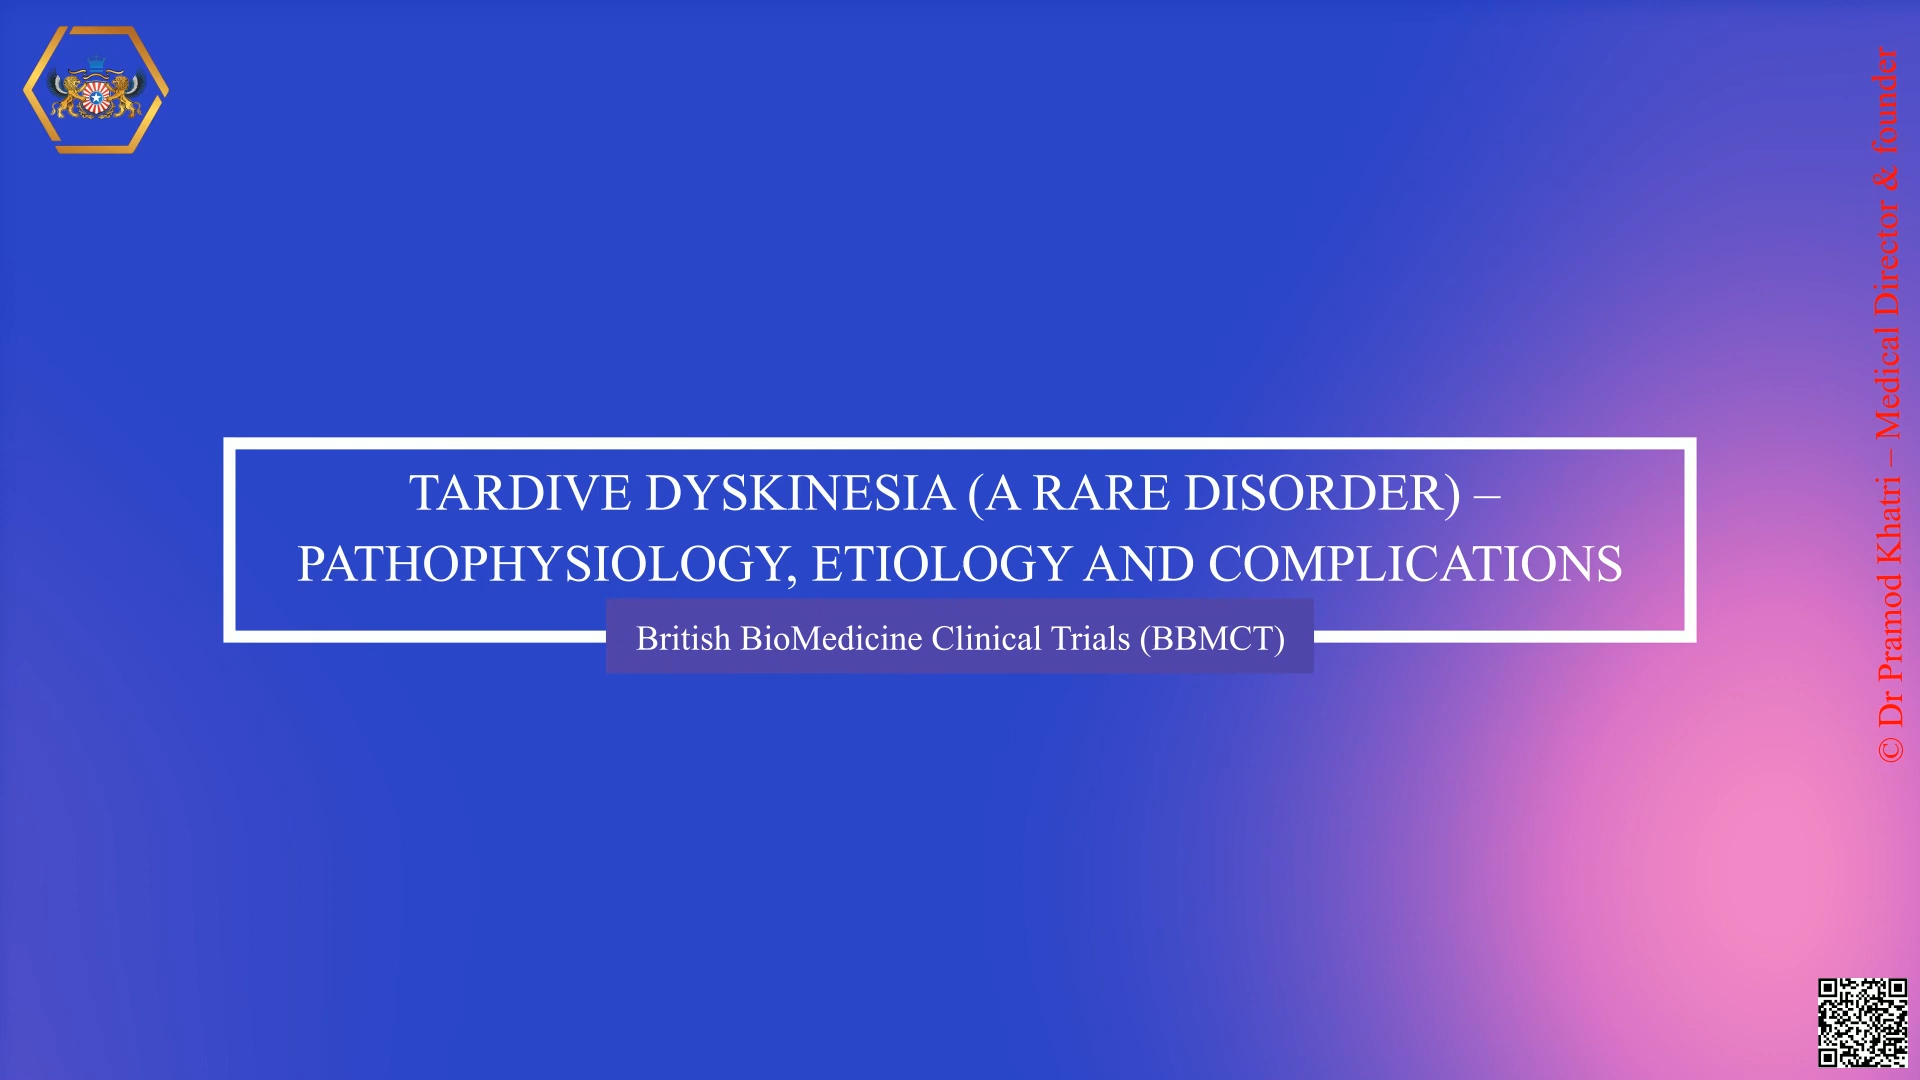 TARDIVE DYSKINESIA (A RARE DISORDER) –
PATHOPHYSIOLOGY, ETIOLOGY AND COMPLICATIONS
British BioMedicine Clinical Trials (BBMCT)
© Dr Pramod Khatri – Medical Director & founder